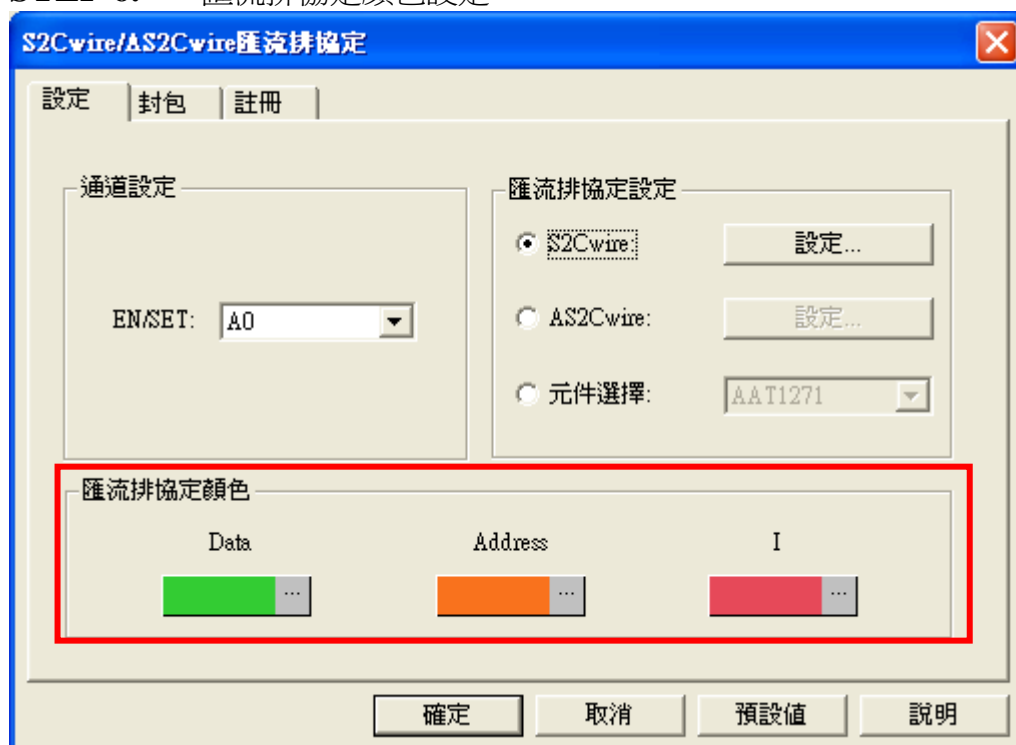 S2Cwire/AS2Cwire匯流排協定
設定 封包 註冊
通道設定
EN/SET: A0
匯流排協定設定
S2Cwire: 設定...
AS2Cwire: 設定...
元件選擇: AAT1271
匯流排協定顏色
Data Address I
... ... ...
確定 取消 預設值 説明